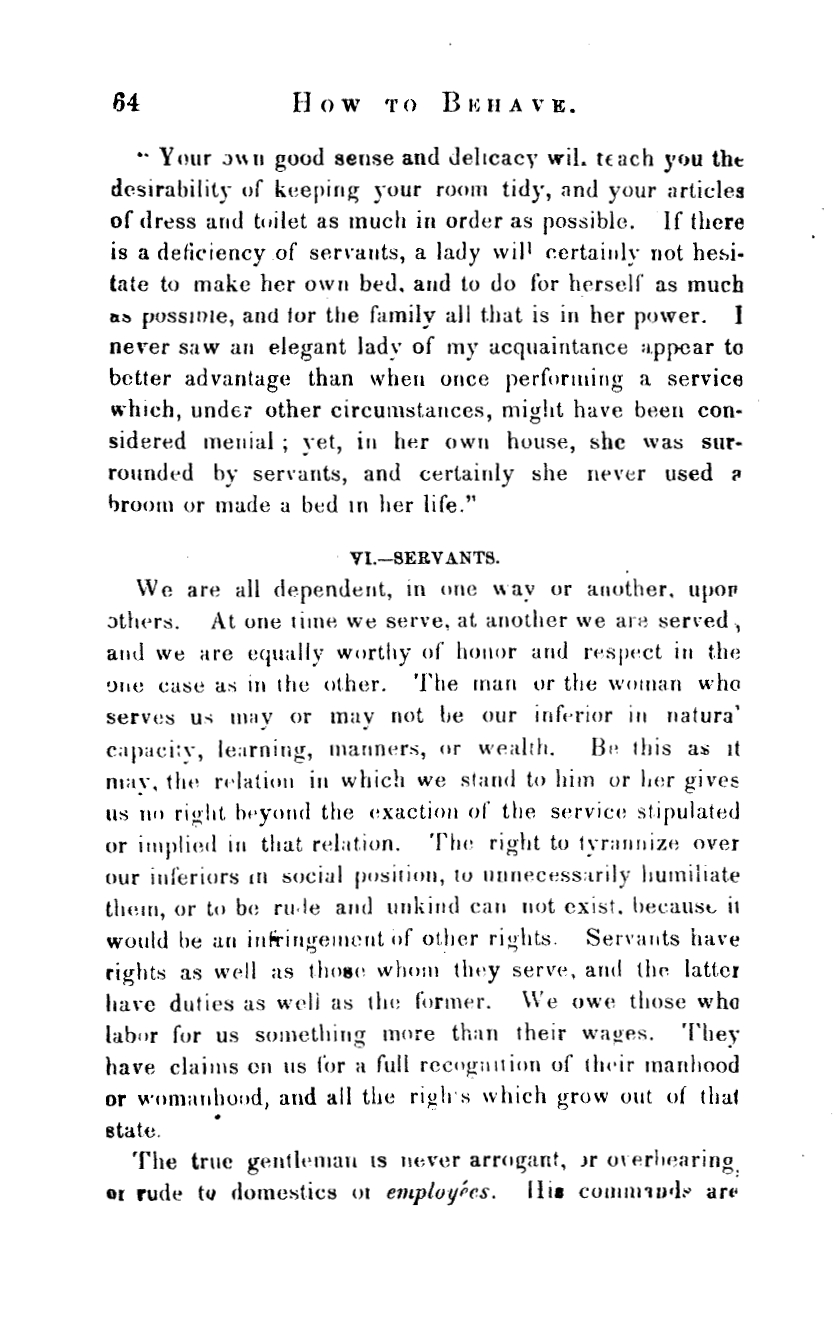 64 HOW TO BEHAVE.
“Your own good sense and delicacy will teach you the
desirability of keeping your room tidy, and your articles
of dress and toilet as much in order as possible. If there
is a deficiency of servants, a lady will certainly not hesi-
tate to make her own bed, and to do for herself as much
as possible, and for the family all that is in her power. I
never saw an elegant lady of my acquaintance appear to
better advantage than when once performing a service
which, under other circumstances, might have been con-
sidered menial; yet, in her own house, she was sur-
rounded by servants, and certainly she never used a
broom or made a bed in her life.”
VI.—SERVANTS.
We are all dependent, in one way or another, upon
others. At one time we serve, at another we are served,
and we are equally worthy of honor and respect in the
one case as in the other. The man or the woman who
serves us may or may not be our inferior in natural
capacity, learning, manners, or wealth. Be this as it
may, the relation in which we stand to him or her gives
us no right beyond the exaction of the service stipulated
or implied in that relation. The right to tyrannize over
our inferiors in social position, to unnecessarily humiliate
them, or to be rude and unkind can not exist, because it
would be an infringement of other rights. Servants have
rights as well as those whom they serve, and the latter
have duties as well as the former. We owe those who
labor for us something more than their wages. They
have claims on us for a full recognition of their manhood
or womanhood, and all the rights which grow out of that
state.
The true gentleman is never arrogant, or overbearing,
or rude to domestics or employées. His commands are